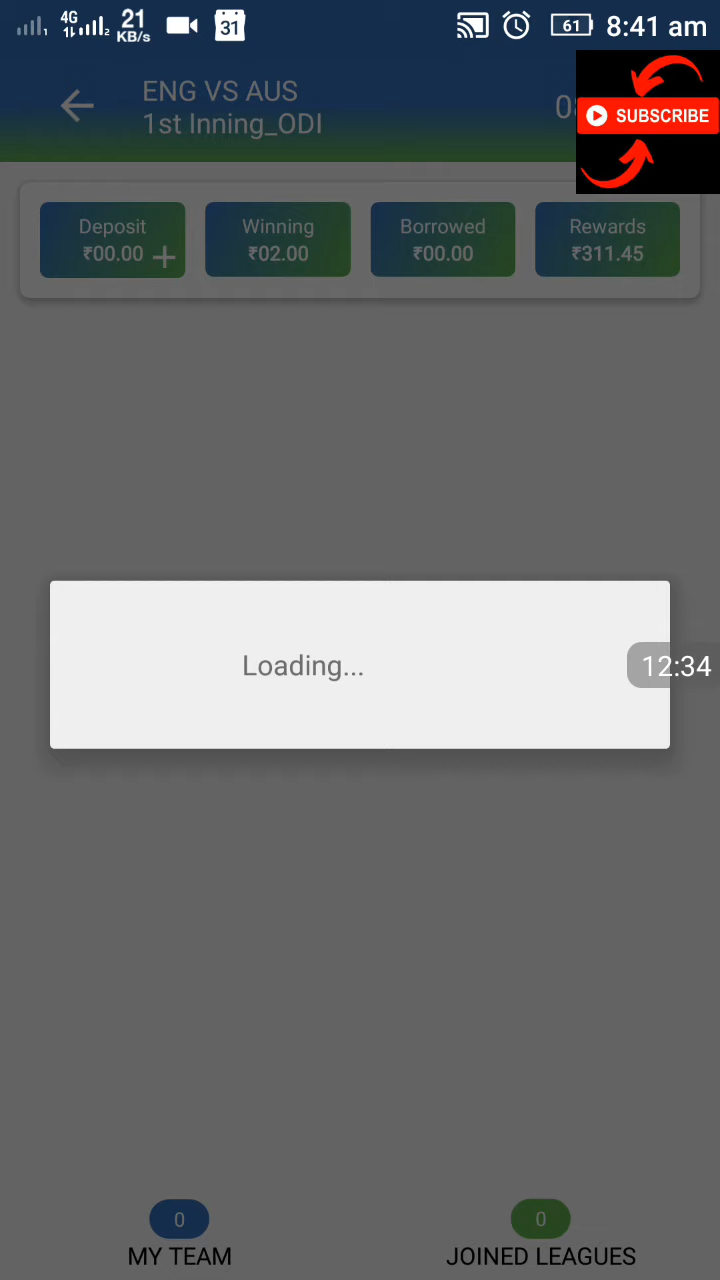 4G 21 KB/s 31 61 8:41 am
ENG VS AUS
1st Inning_ODI
SUBSCRIBE
Deposit Winning Borrowed Rewards
₹00.00 + ₹02.00 ₹00.00 ₹311.45
Loading...
12:34
0 0
MY TEAM JOINED LEAGUES